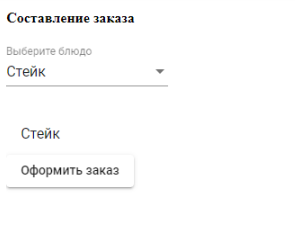 Составление заказа
Выберите блюдо
Стейк
Стейк
Оформить заказ